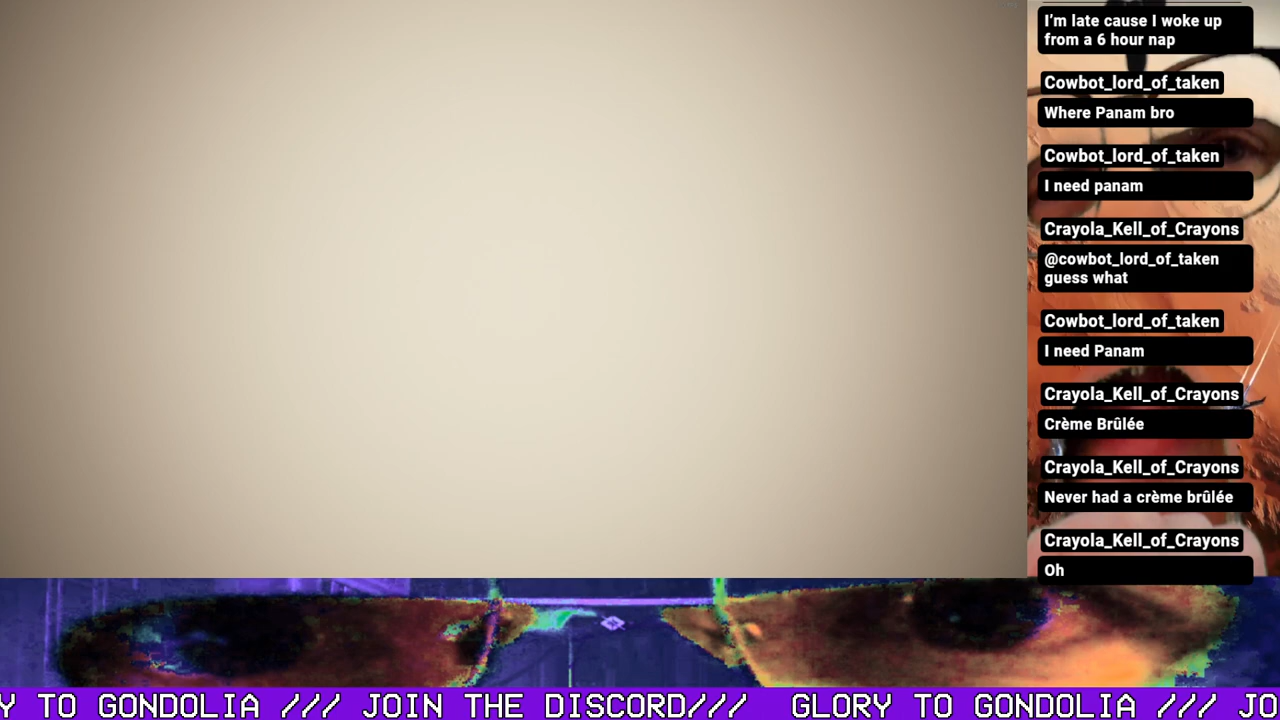 I’m late cause I woke up
from a 6 hour nap
Cowbot_lord_of_taken
Where Panam bro
Cowbot_lord_of_taken
I need panam
Crayola_Kell_of_Crayons
@cowbot_lord_of_taken
guess what
Cowbot_lord_of_taken
I need Panam
Crayola_Kell_of_Crayons
Crème Brûlée
Crayola_Kell_of_Crayons
Never had a crème brûlée
Crayola_Kell_of_Crayons
Oh
Y TO GONDOLIA /// JOIN THE DISCORD/// GLORY TO GONDOLIA /// JO